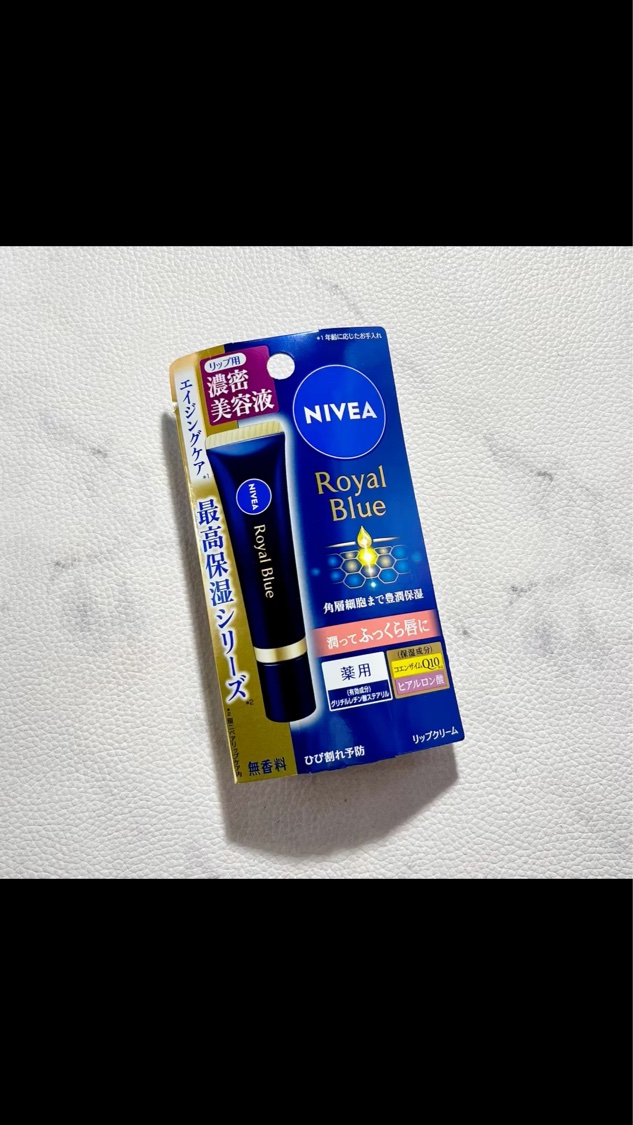 *1 年齢に応じたお手入れ
リップ用
濃密
美容液
エイジングケア*1
最高保湿シリーズ*2
NIVEA
Royal
Blue
NIVEA
Royal Blue
角層細胞まで豊潤保湿
潤ってふっくら唇に
薬用
(有効成分)
グリチルレチン酸ステアリル
(保湿成分)
コエンザイムQ10
ヒアルロン酸
無香料
ひび割れ予防
リップクリーム